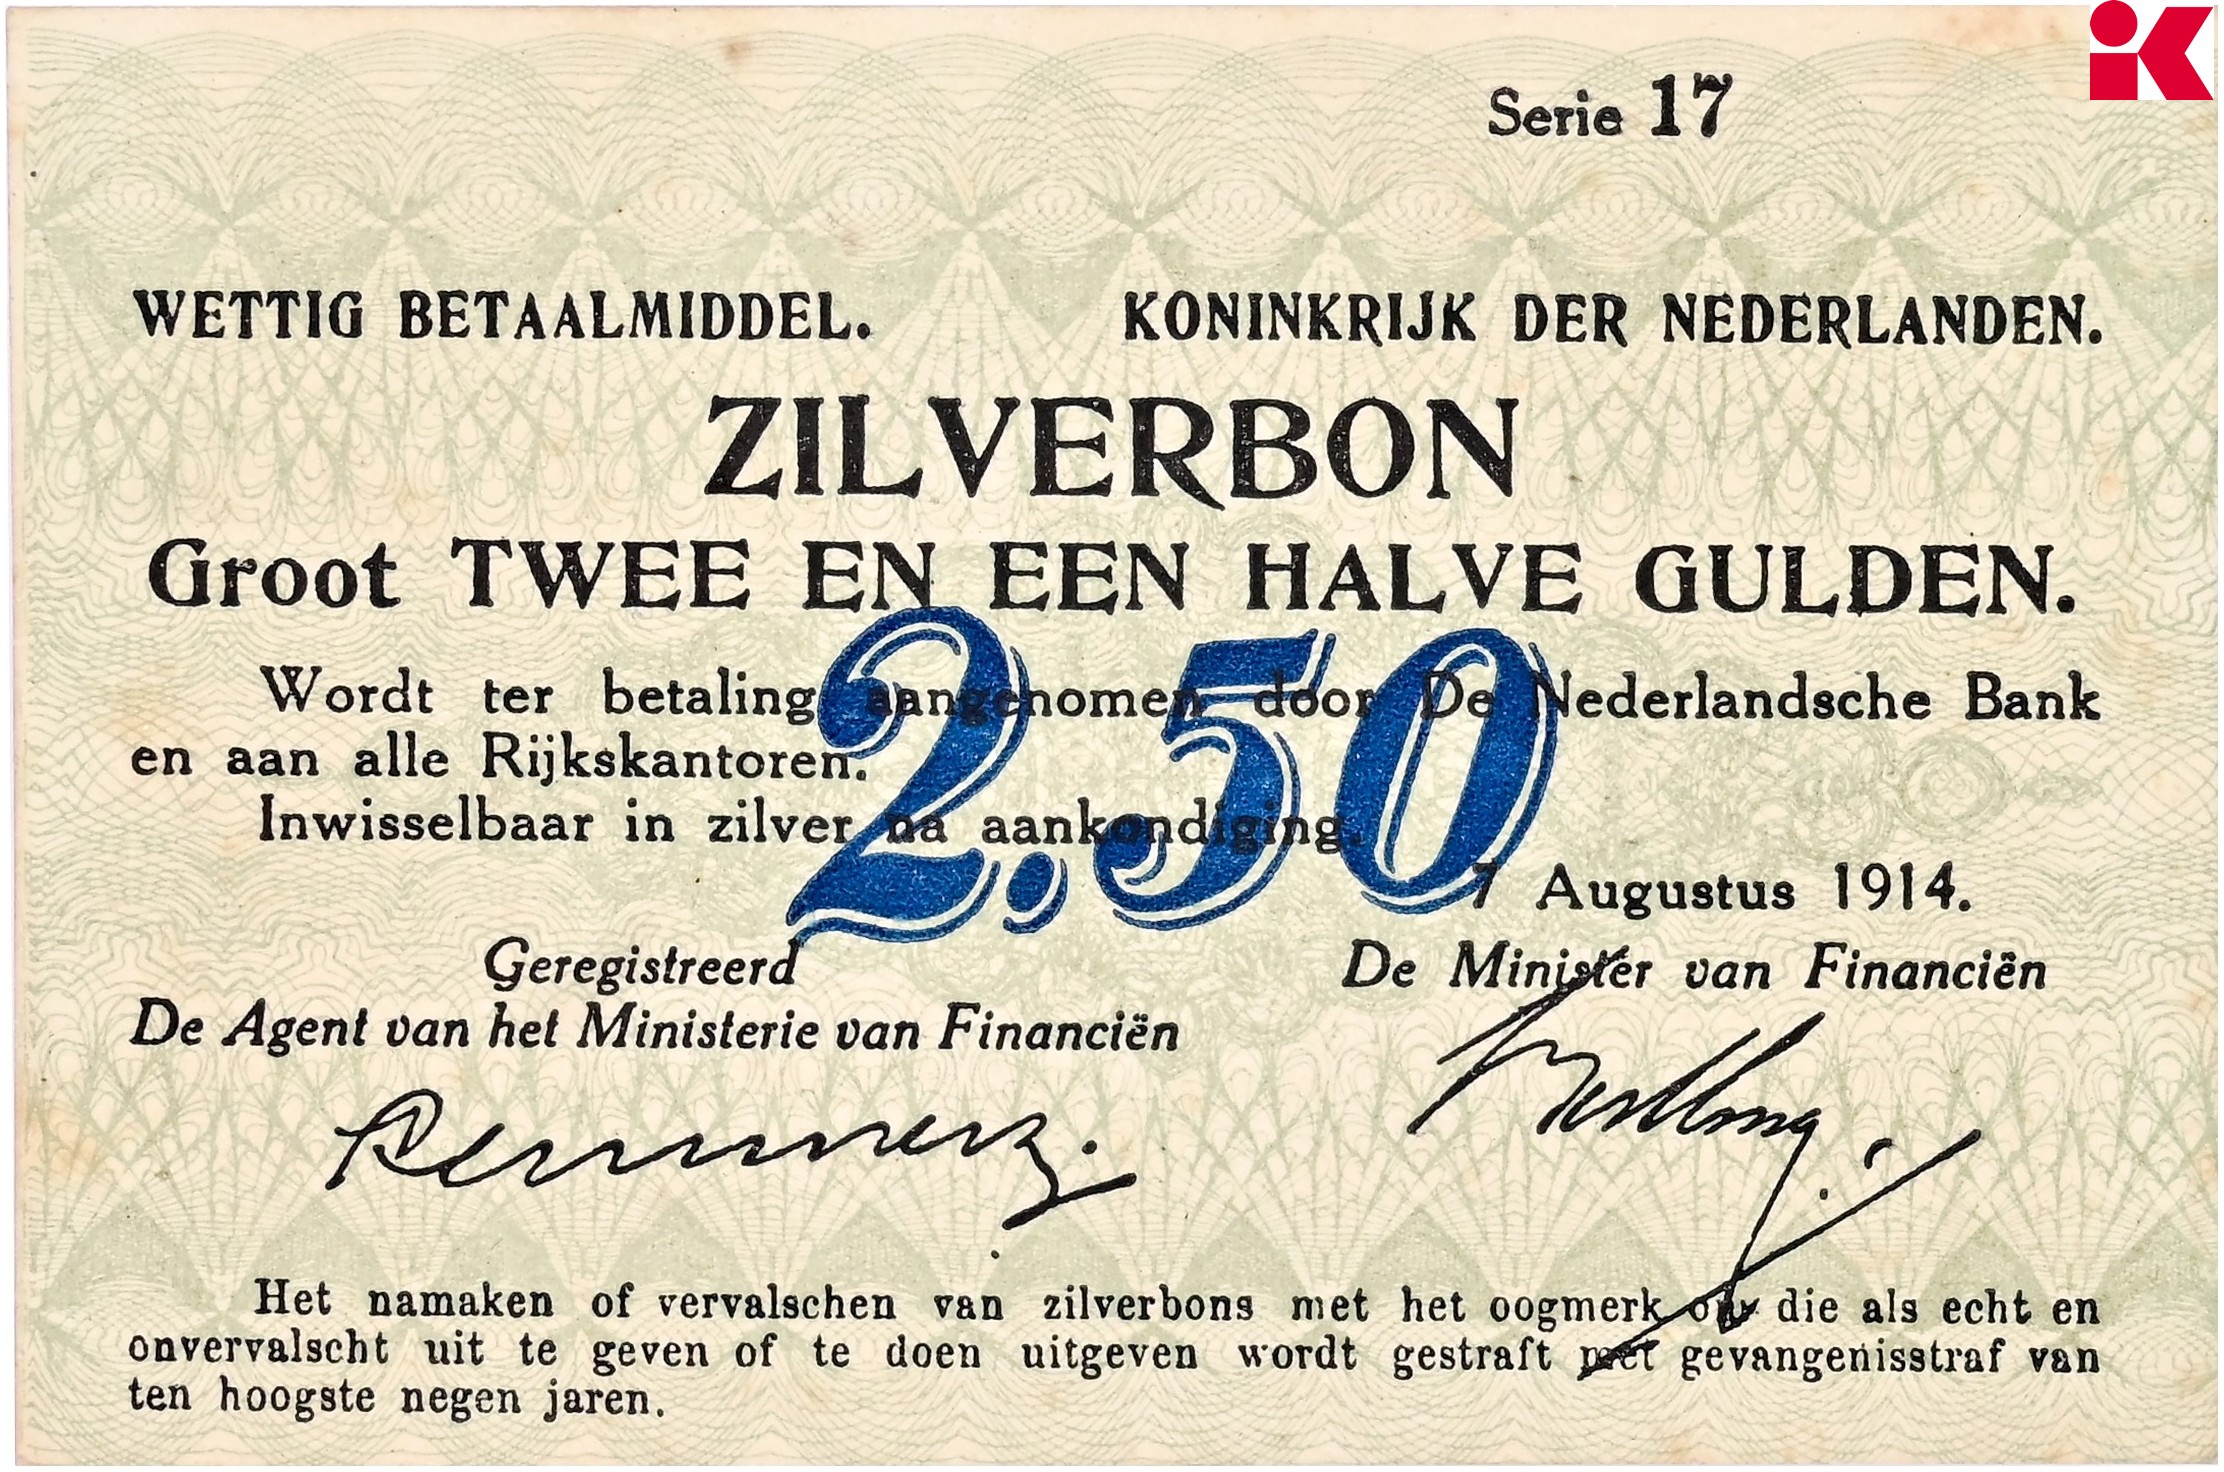 iK
Serie 17
WETTIG BETAALMIDDEL. KONINKRIJK DER NEDERLANDEN.
ZILVERBON
Groot TWEE EN EEN HALVE GULDEN.
2.50
Wordt ter betaling aangenomen door De Nederlandsche Bank
en aan alle Rijkskantoren.
Inwisselbaar in zilver na aankondiging.
7 Augustus 1914.
Geregistreerd
De Agent van het Ministerie van Financiën
De Minister van Financiën
Het namaken of vervalschen van zilverbons met het oogmerk om die als echt en
onvervalscht uit te geven of te doen uitgeven wordt gestraft met gevangenisstraf van
ten hoogste negen jaren.